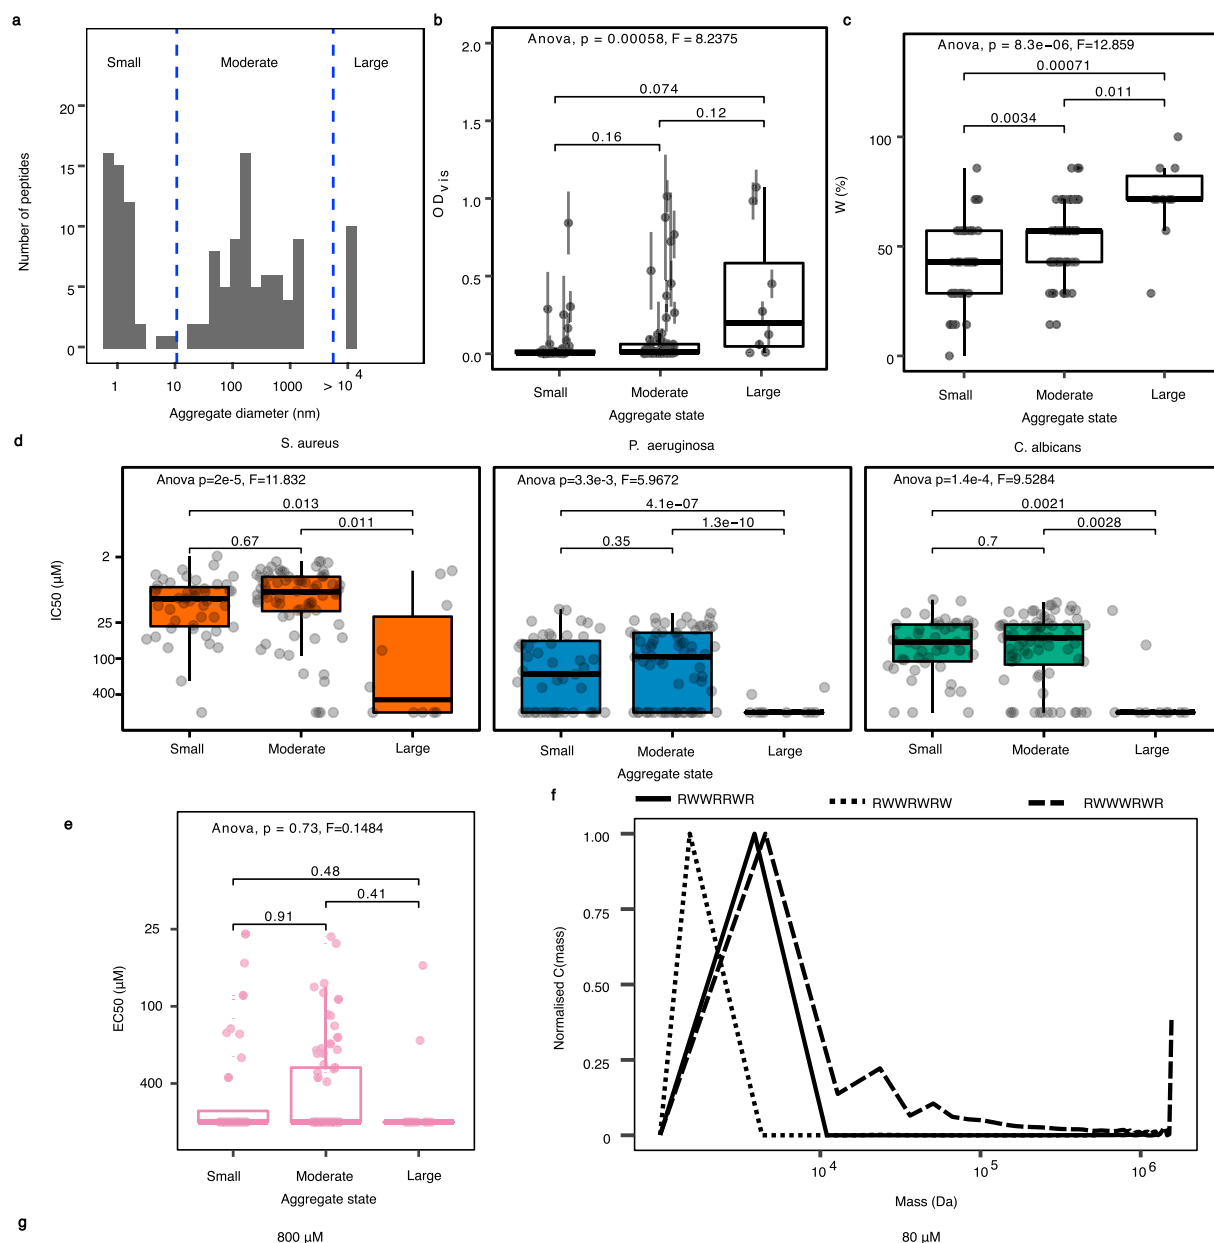 a
Small
Moderate
Large
Number of peptides
20
15
10
5
0
1
10
100
1000
> 10^4
Aggregate diameter (nm)
b
Anova, p = 0.00058, F = 8.2375
0.074
0.12
0.16
OD_vis
2.0
1.5
1.0
0.5
0.0
Small
Moderate
Large
Aggregate state
c
Anova, p = 8.3e−06, F=12.859
0.00071
0.011
0.0034
W (%)
100
50
0
Small
Moderate
Large
Aggregate state
d
S. aureus
P. aeruginosa
C. albicans
IC50 (µM)
2
25
100
400
Anova p=2e-5, F=11.832
0.013
0.011
0.67
Small
Moderate
Large
Anova p=3.3e-3, F=5.9672
4.1e−07
1.3e−10
0.35
Small
Moderate
Large
Aggregate state
Anova p=1.4e-4, F=9.5284
0.0021
0.0028
0.7
Small
Moderate
Large
e
Anova, p = 0.73, F=0.1484
0.48
0.41
0.91
EC50 (µM)
25
100
400
Small
Moderate
Large
Aggregate state
f
RWWRRWR
RWWRWRW
RWWWRWR
Normalised C(mass)
1.00
0.75
0.50
0.25
0
10^4
10^5
10^6
Mass (Da)
g
800 µM
80 µM